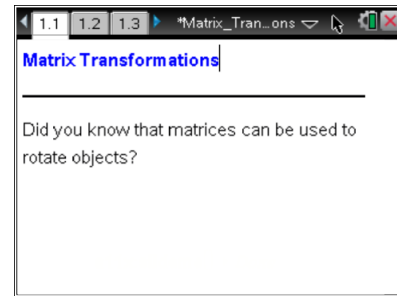 1.1 1.2 1.3 *Matrix_Tran...ons
Matrix Transformations
Did you know that matrices can be used to
rotate objects?